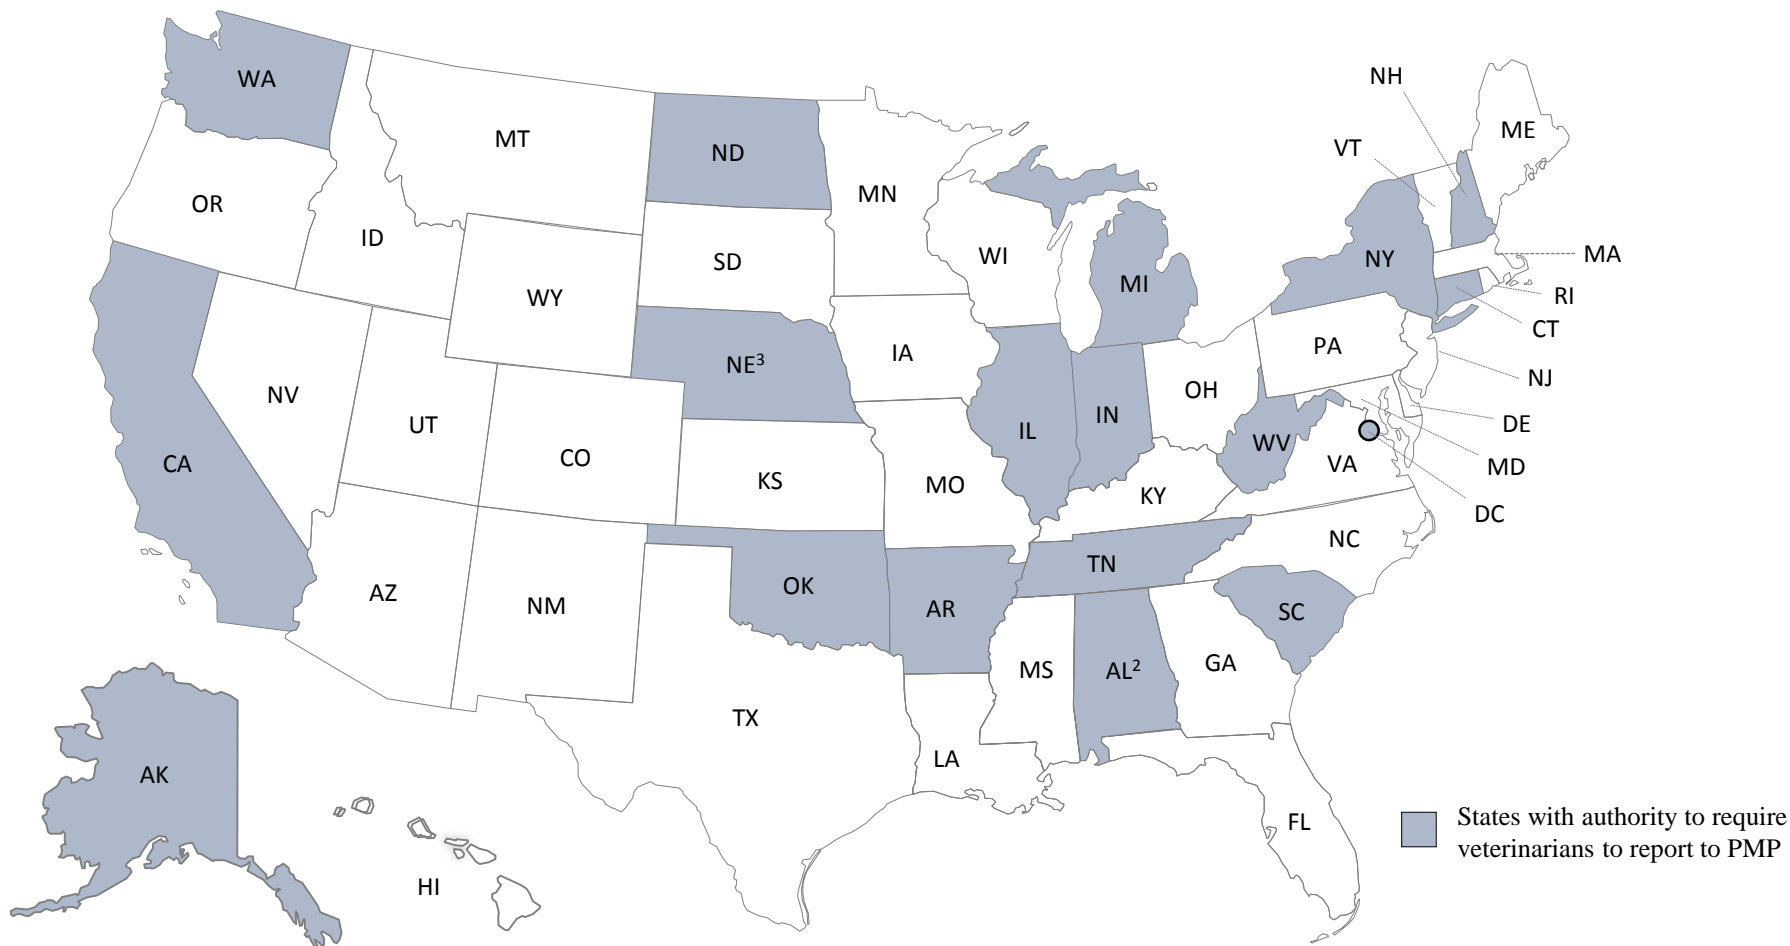 WA
MT
ND
MN
NH
VT
ME
OR
ID
SD
WI
MI
NY
MA
RI
CT
WY
NE³
IA
PA
NJ
NV
UT
CO
KS
MO
IL
IN
OH
WV
VA
DE
MD
DC
KY
CA
AZ
NM
OK
AR
TN
NC
SC
MS
AL²
GA
TX
LA
FL
AK
HI
States with authority to require
veterinarians to report to PMP